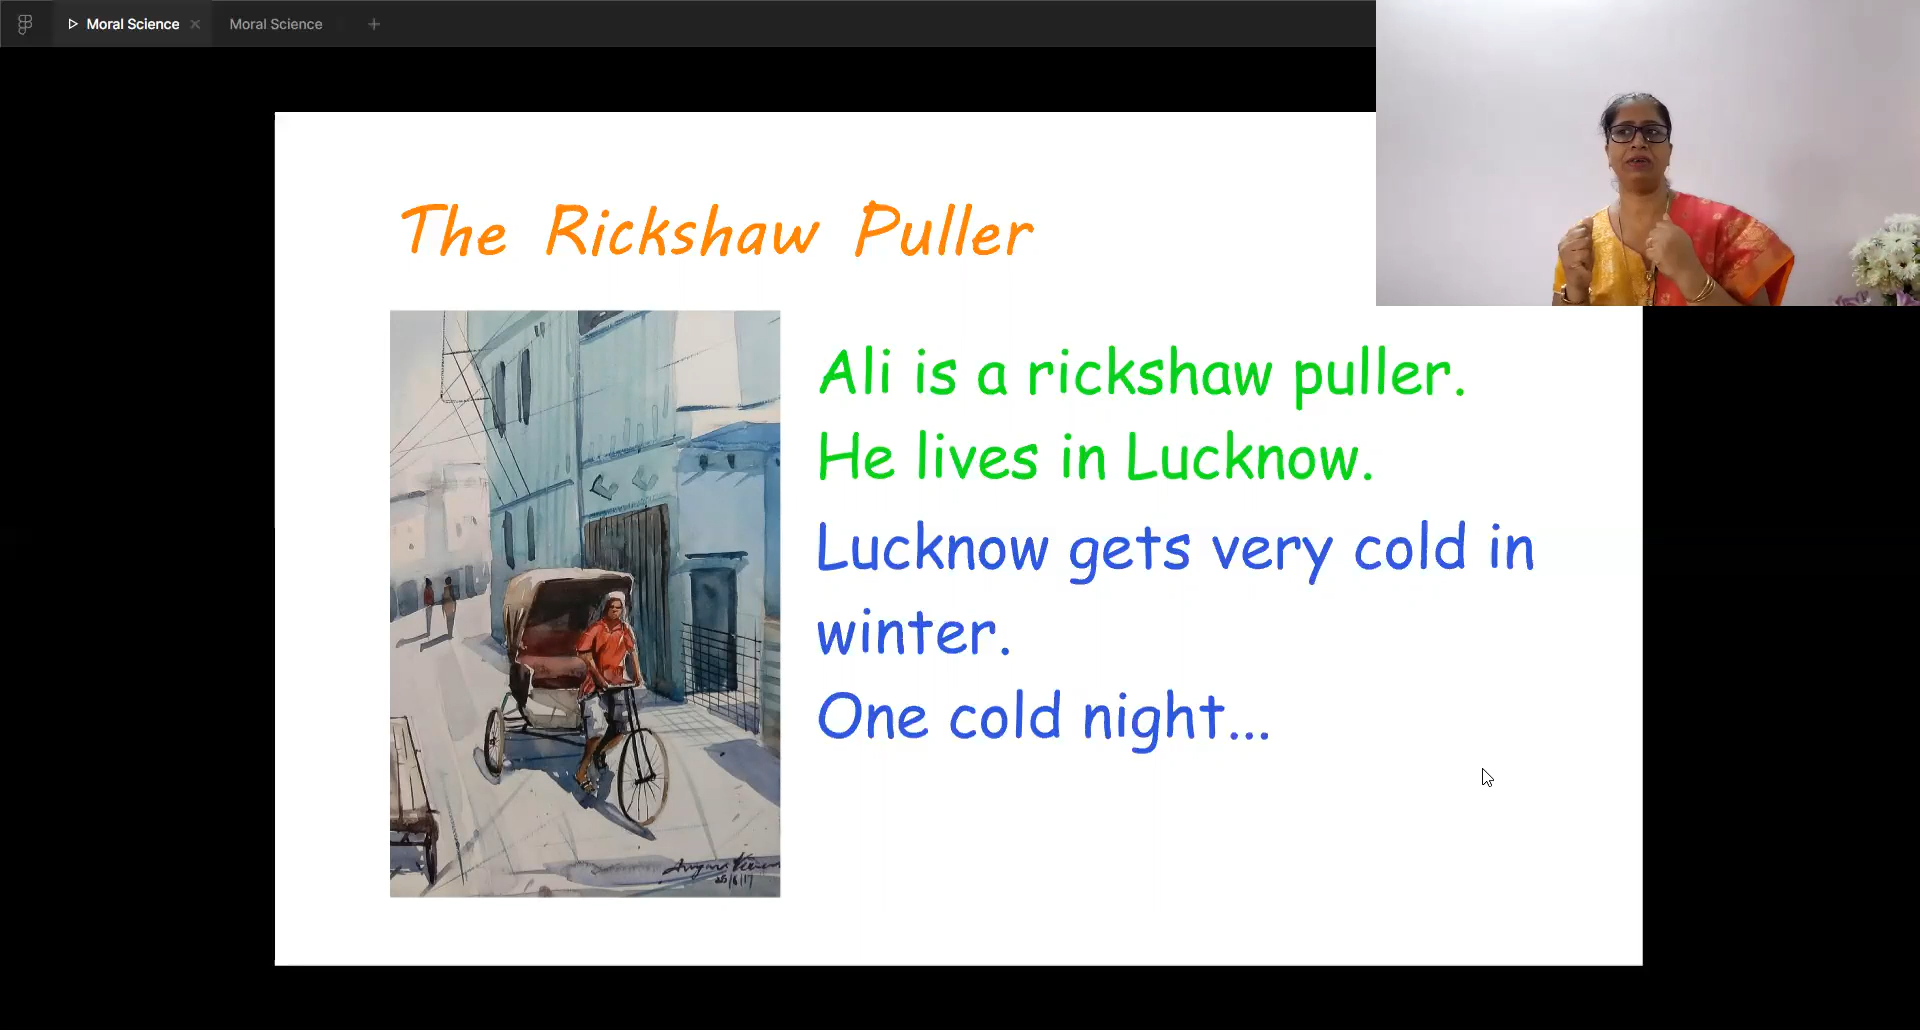 Moral Science
Moral Science
The Rickshaw Puller
Ali is a rickshaw puller.
He lives in Lucknow.
Lucknow gets very cold in
winter.
One cold night...